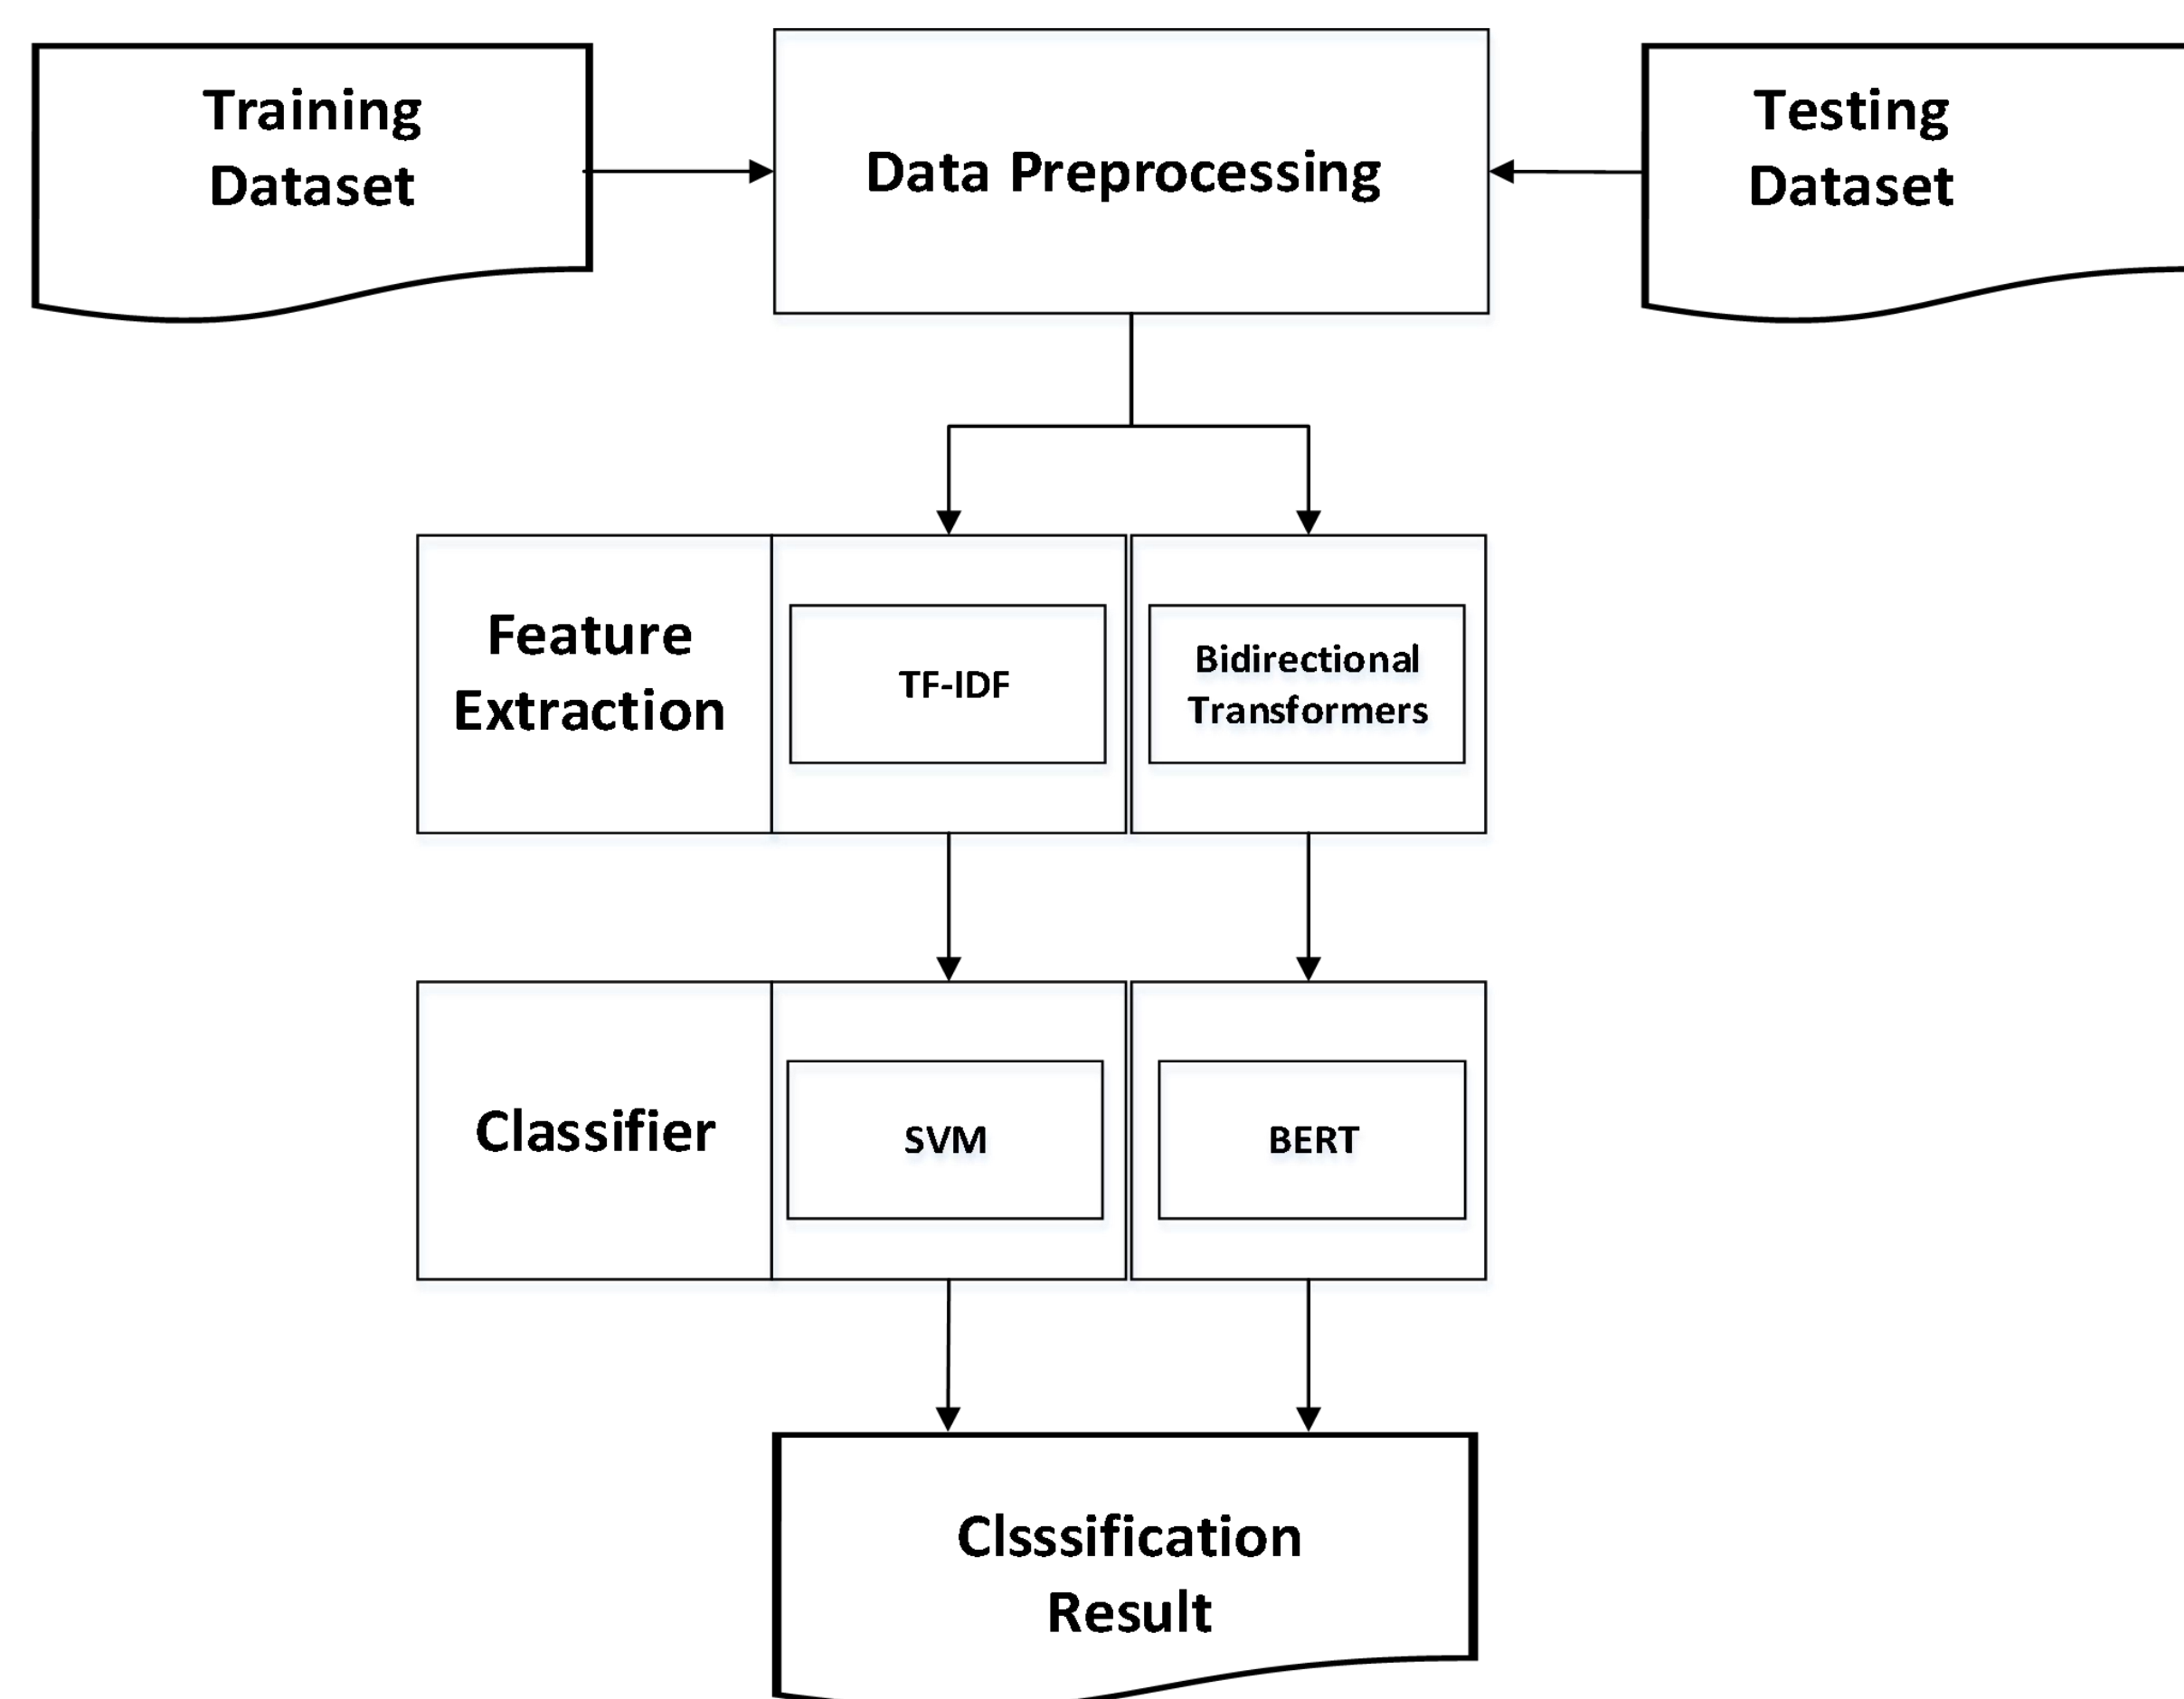 Training
Dataset
Data Preprocessing
Testing
Dataset
Feature
Extraction
TF-IDF
Bidirectional
Transformers
Classifier
SVM
BERT
Clsssification
Result